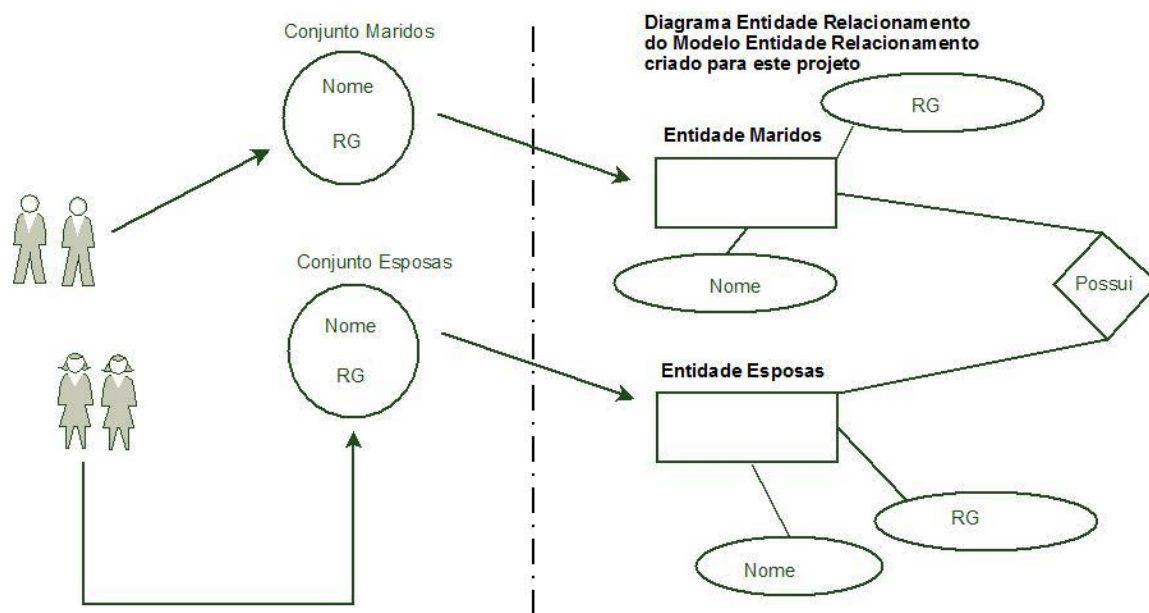 Conjunto Maridos
Nome
RG
Conjunto Esposas
Nome
RG
Diagrama Entidade Relacionamento
do Modelo Entidade Relacionamento
criado para este projeto
RG
Entidade Maridos
Nome
Possui
Entidade Esposas
RG
Nome